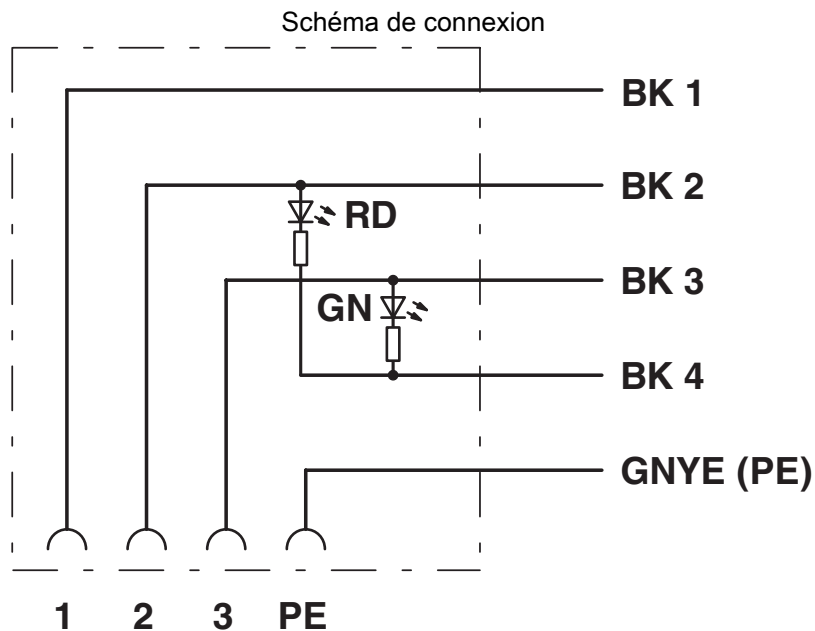 Schéma de connexion
BK 1
BK 2
RD
BK 3
GN
BK 4
GNYE (PE)
1 2 3 PE